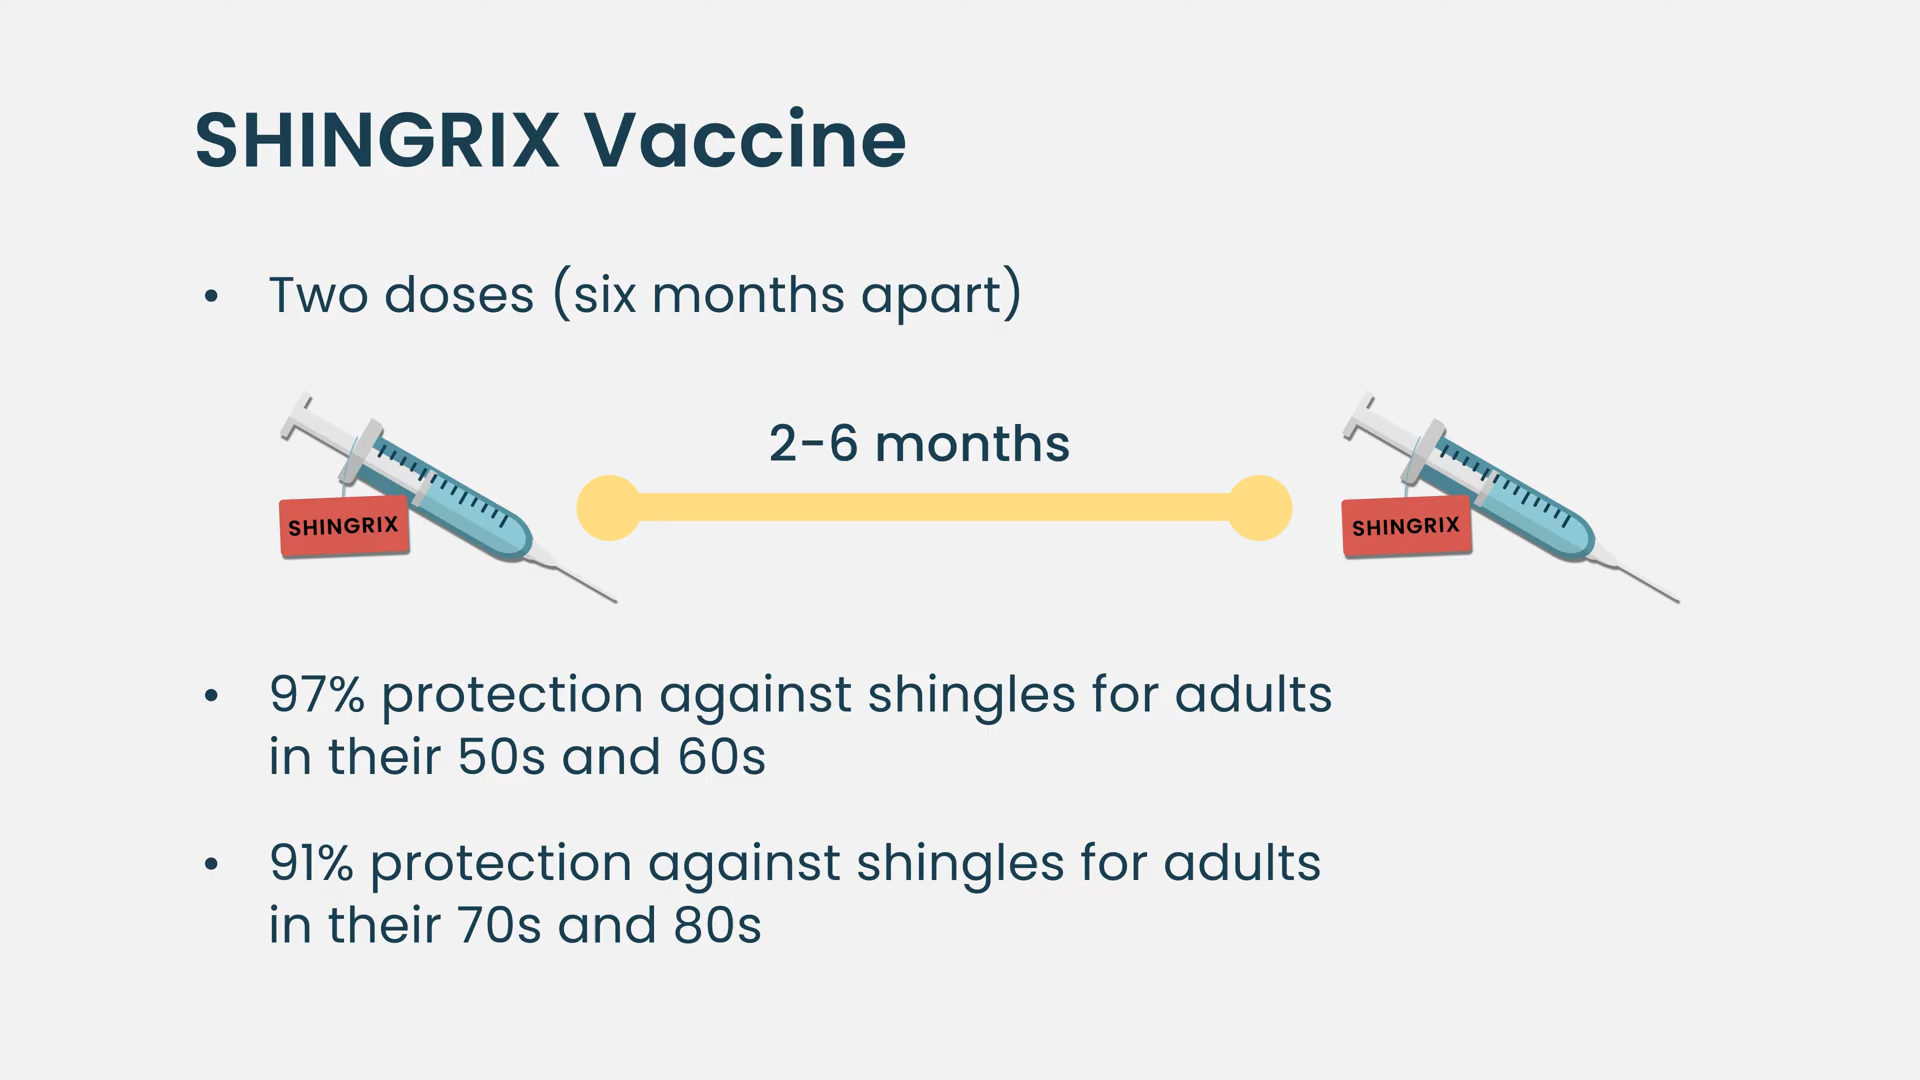 SHINGRIX Vaccine
• Two doses (six months apart)
2-6 months
SHINGRIX
SHINGRIX
• 97% protection against shingles for adults
in their 50s and 60s
• 91% protection against shingles for adults
in their 70s and 80s